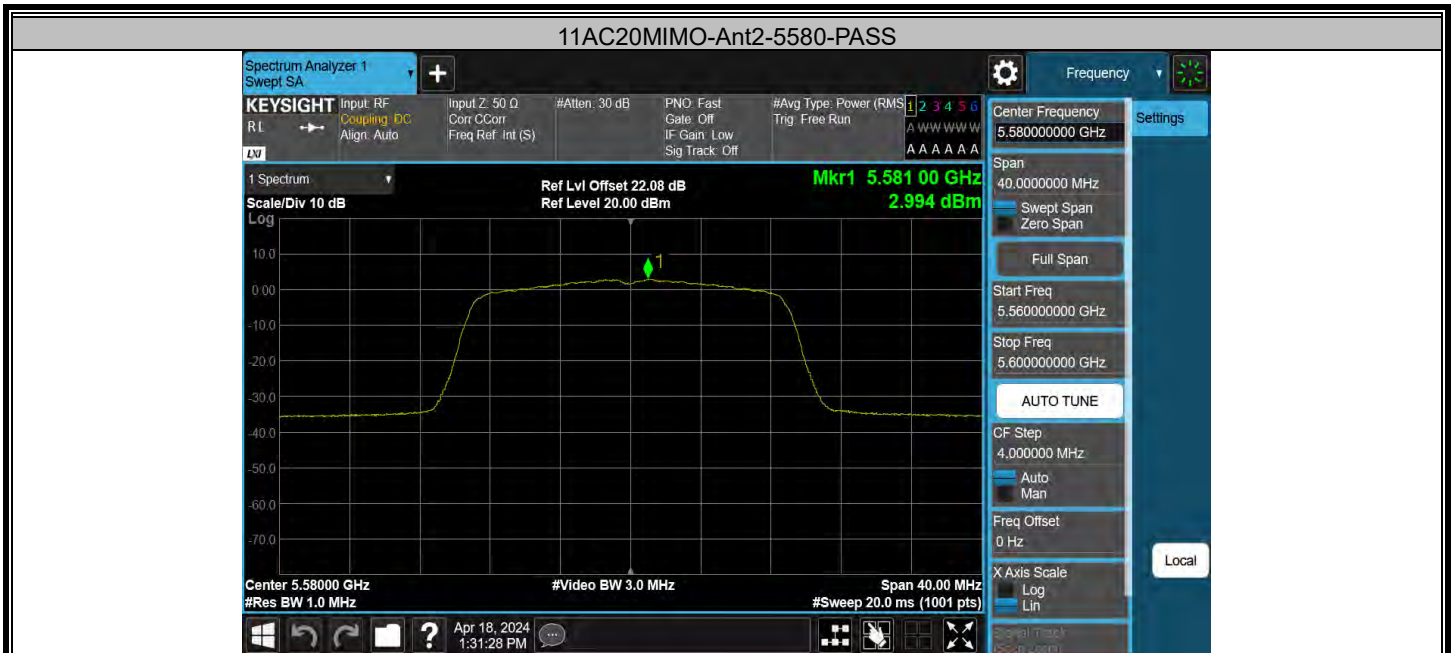 11AC20MIMO-Ant2-5580-PASS
Spectrum Analyzer 1
Swept SA
Frequency
KEYSIGHT
RL
LXI
Input: RF
Coupling: DC
Align: Auto
Input Z: 50 Ω
Corr CCorr
Freq Ref: Int (S)
#Atten: 30 dB
PNO: Fast
Gate: Off
IF Gain: Low
Sig Track: Off
#Avg Type: Power (RMS
Trig: Free Run
1 2 3 4 5 6
A W W W W W
A A A A A A
1 Spectrum
Scale/Div 10 dB
Log
Ref Lvl Offset 22.08 dB
Ref Level 20.00 dBm
Mkr1 5.581 00 GHz
2.994 dBm
1
10.0
0.00
-10.0
-20.0
-30.0
-40.0
-50.0
-60.0
-70.0
Center 5.58000 GHz
#Res BW 1.0 MHz
#Video BW 3.0 MHz
Span 40.00 MHz
#Sweep 20.0 ms (1001 pts)
Apr 18, 2024
1:31:28 PM
Center Frequency
5.580000000 GHz
Settings
Span
40.0000000 MHz
Swept Span
Zero Span
Full Span
Start Freq
5.560000000 GHz
Stop Freq
5.600000000 GHz
AUTO TUNE
CF Step
4.000000 MHz
Auto
Man
Freq Offset
0 Hz
X Axis Scale
Log
Lin
Signal Track
(Span Zoom)
Local